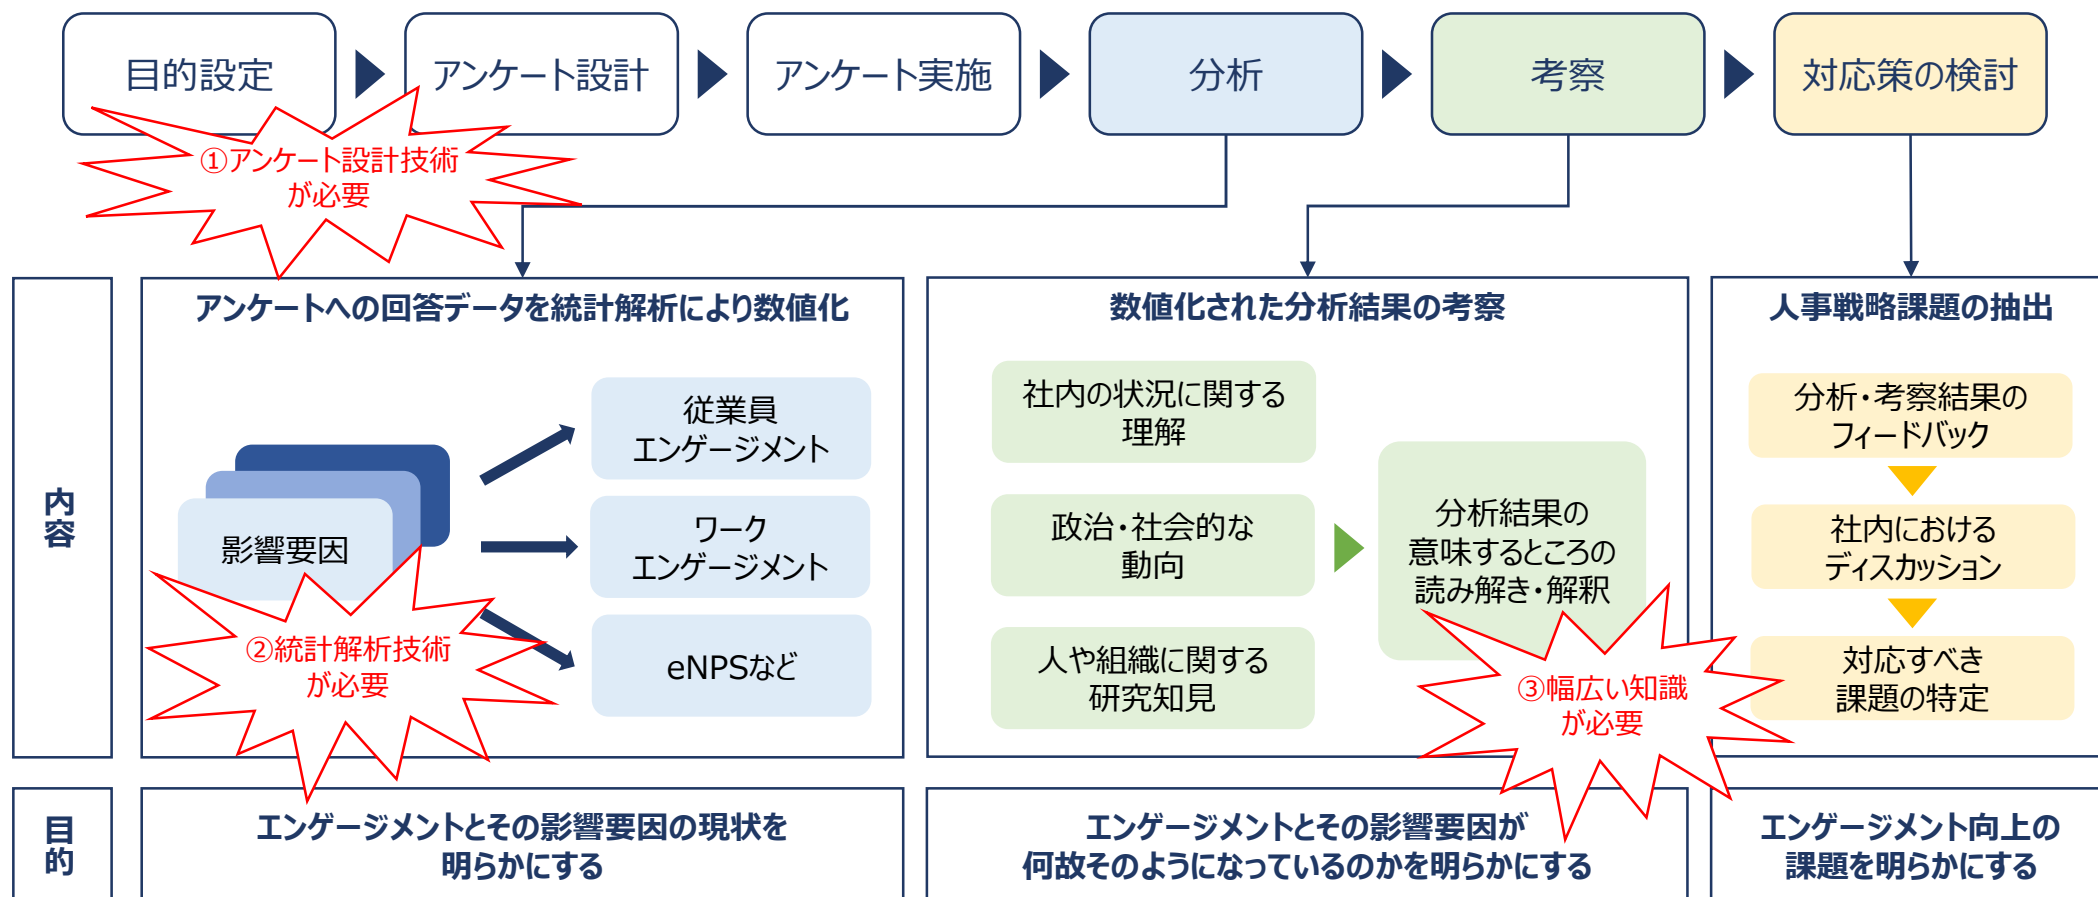 目的設定
アンケート設計
アンケート実施
分析
考察
対応策の検討
①アンケート設計技術
が必要
内容
アンケートへの回答データを統計解析により数値化
影響要因
従業員
エンゲージメント
ワーク
エンゲージメント
eNPSなど
②統計解析技術
が必要
数値化された分析結果の考察
社内の状況に関する
理解
政治・社会的な
動向
人や組織に関する
研究知見
分析結果の
意味するところの
読み解き・解釈
③幅広い知識
が必要
人事戦略課題の抽出
分析・考察結果の
フィードバック
社内における
ディスカッション
対応すべき
課題の特定
目的
エンゲージメントとその影響要因の現状を
明らかにする
エンゲージメントとその影響要因が
何故そのようになっているのかを明らかにする
エンゲージメント向上の
課題を明らかにする